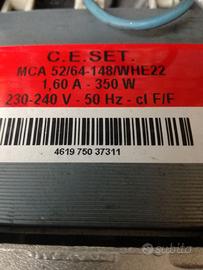 C.E.SET.
MCA 52/64-148/WHE22
1,60 A - 350 W
230-240 V - 50 Hz - cl F/F
4619 750 37311
subito